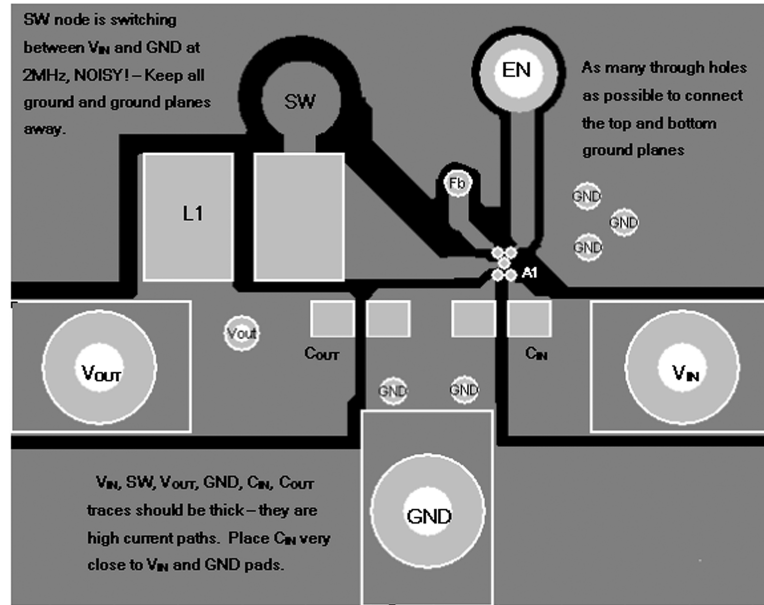 SW node is switching
between VIN and GND at
2MHz, NOISY! – Keep all
ground and ground planes
away.
SW
EN
As many through holes
as possible to connect
the top and bottom
ground planes
Fb
GND
GND
GND
L1
A1
Vout
COUT
CIN
VOUT
VIN
GND
GND
VIN, SW, VOUT, GND, CIN, COUT
traces should be thick – they are
high current paths. Place CIN very
close to VIN and GND pads.
GND